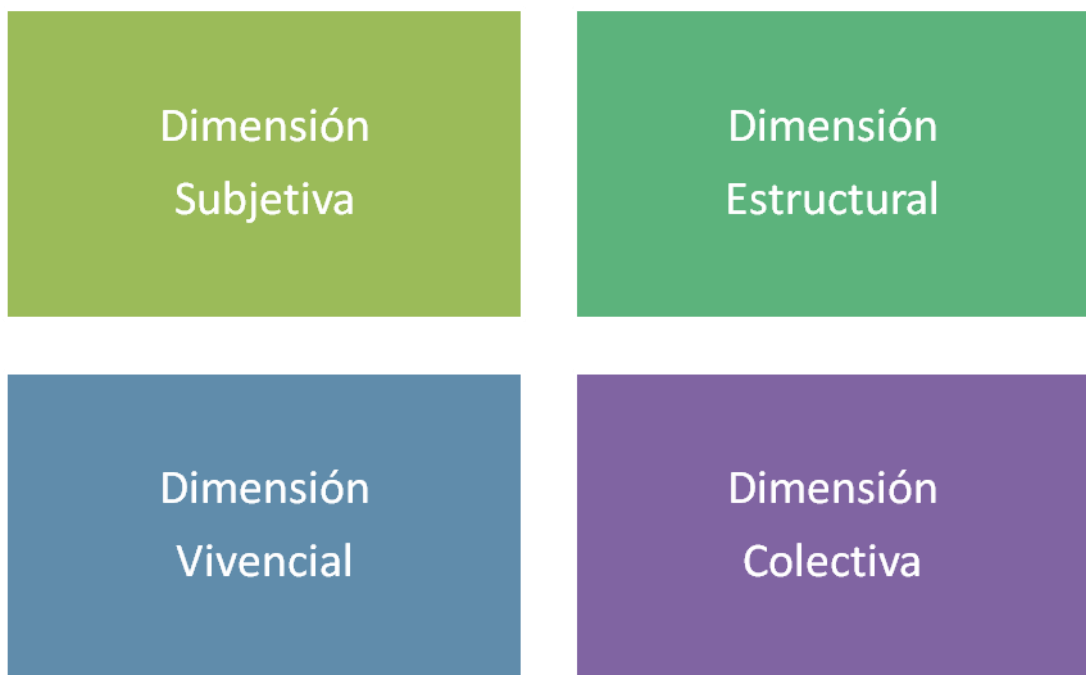 Dimensión
Subjetiva
Dimensión
Estructural
Dimensión
Vivencial
Dimensión
Colectiva